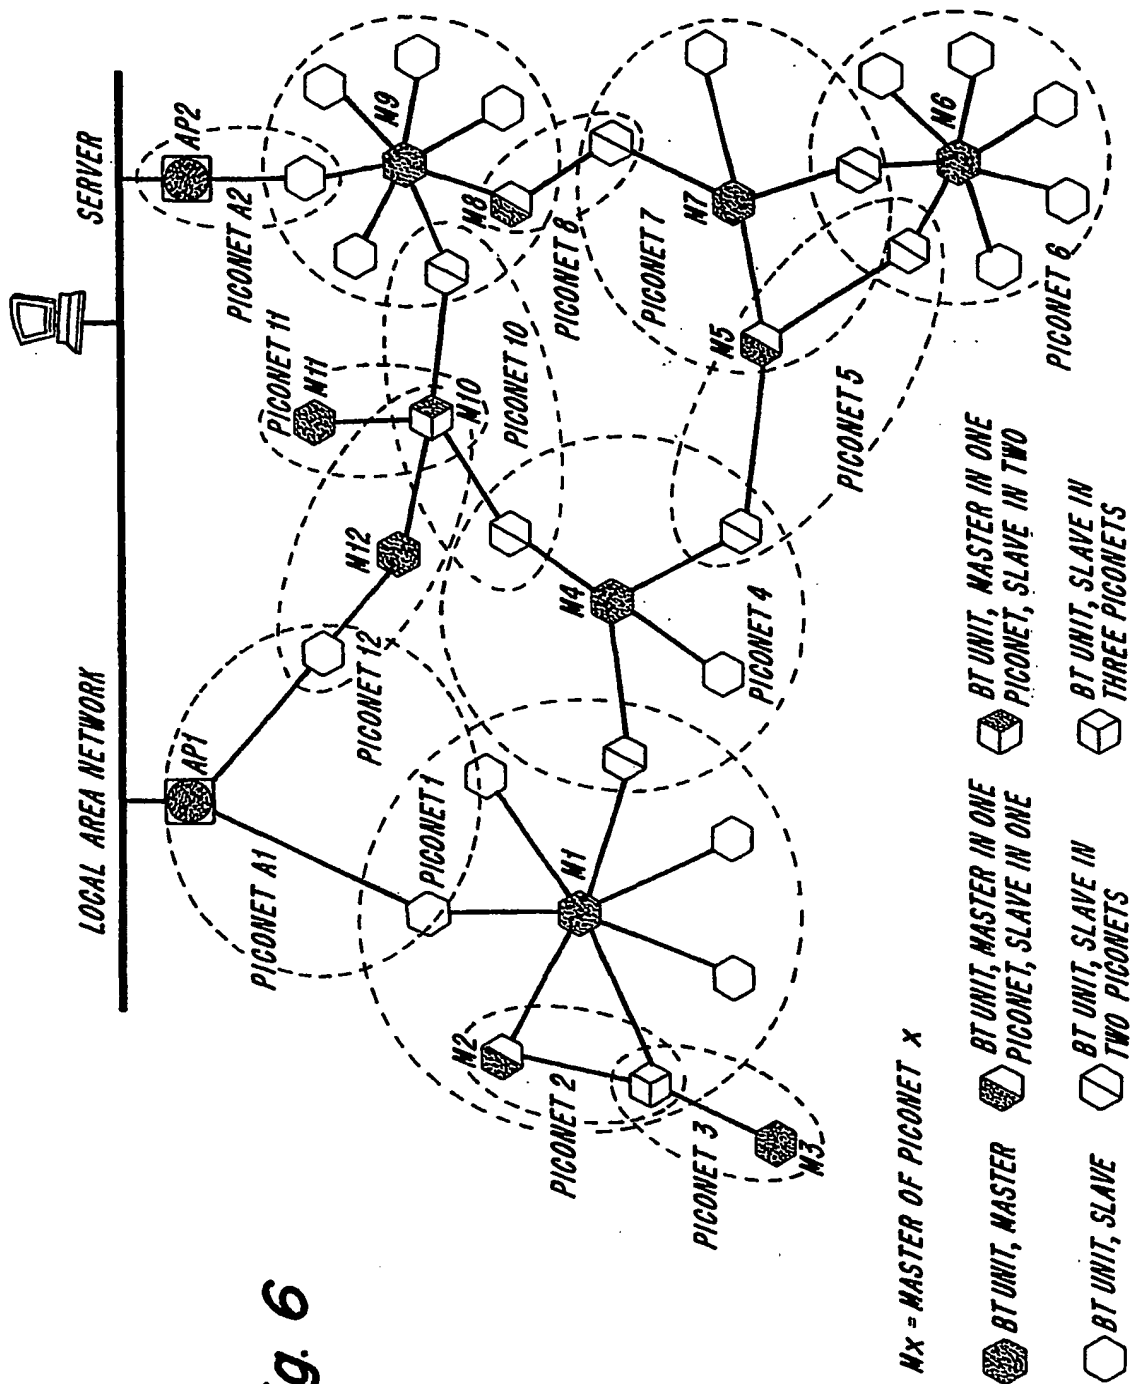 LOCAL AREA NETWORK
SERVER
AP1
AP2
PICONET A1
PICONET A2
PICONET 11
M11
M9
PICONET 12
M12
M10
PICONET 10
M8
PICONET 8
PICONET 1
M1
M2
PICONET 2
PICONET 3
M3
M4
PICONET 4
PICONET 7
M7
M5
PICONET 5
M6
PICONET 6
g. 6
Mx = MASTER OF PICONET x
BT UNIT, MASTER
BT UNIT, MASTER IN ONE
PICONET, SLAVE IN ONE
BT UNIT, MASTER IN ONE
PICONET, SLAVE IN TWO
BT UNIT, SLAVE
BT UNIT, SLAVE IN
TWO PICONETS
BT UNIT, SLAVE IN
THREE PICONETS